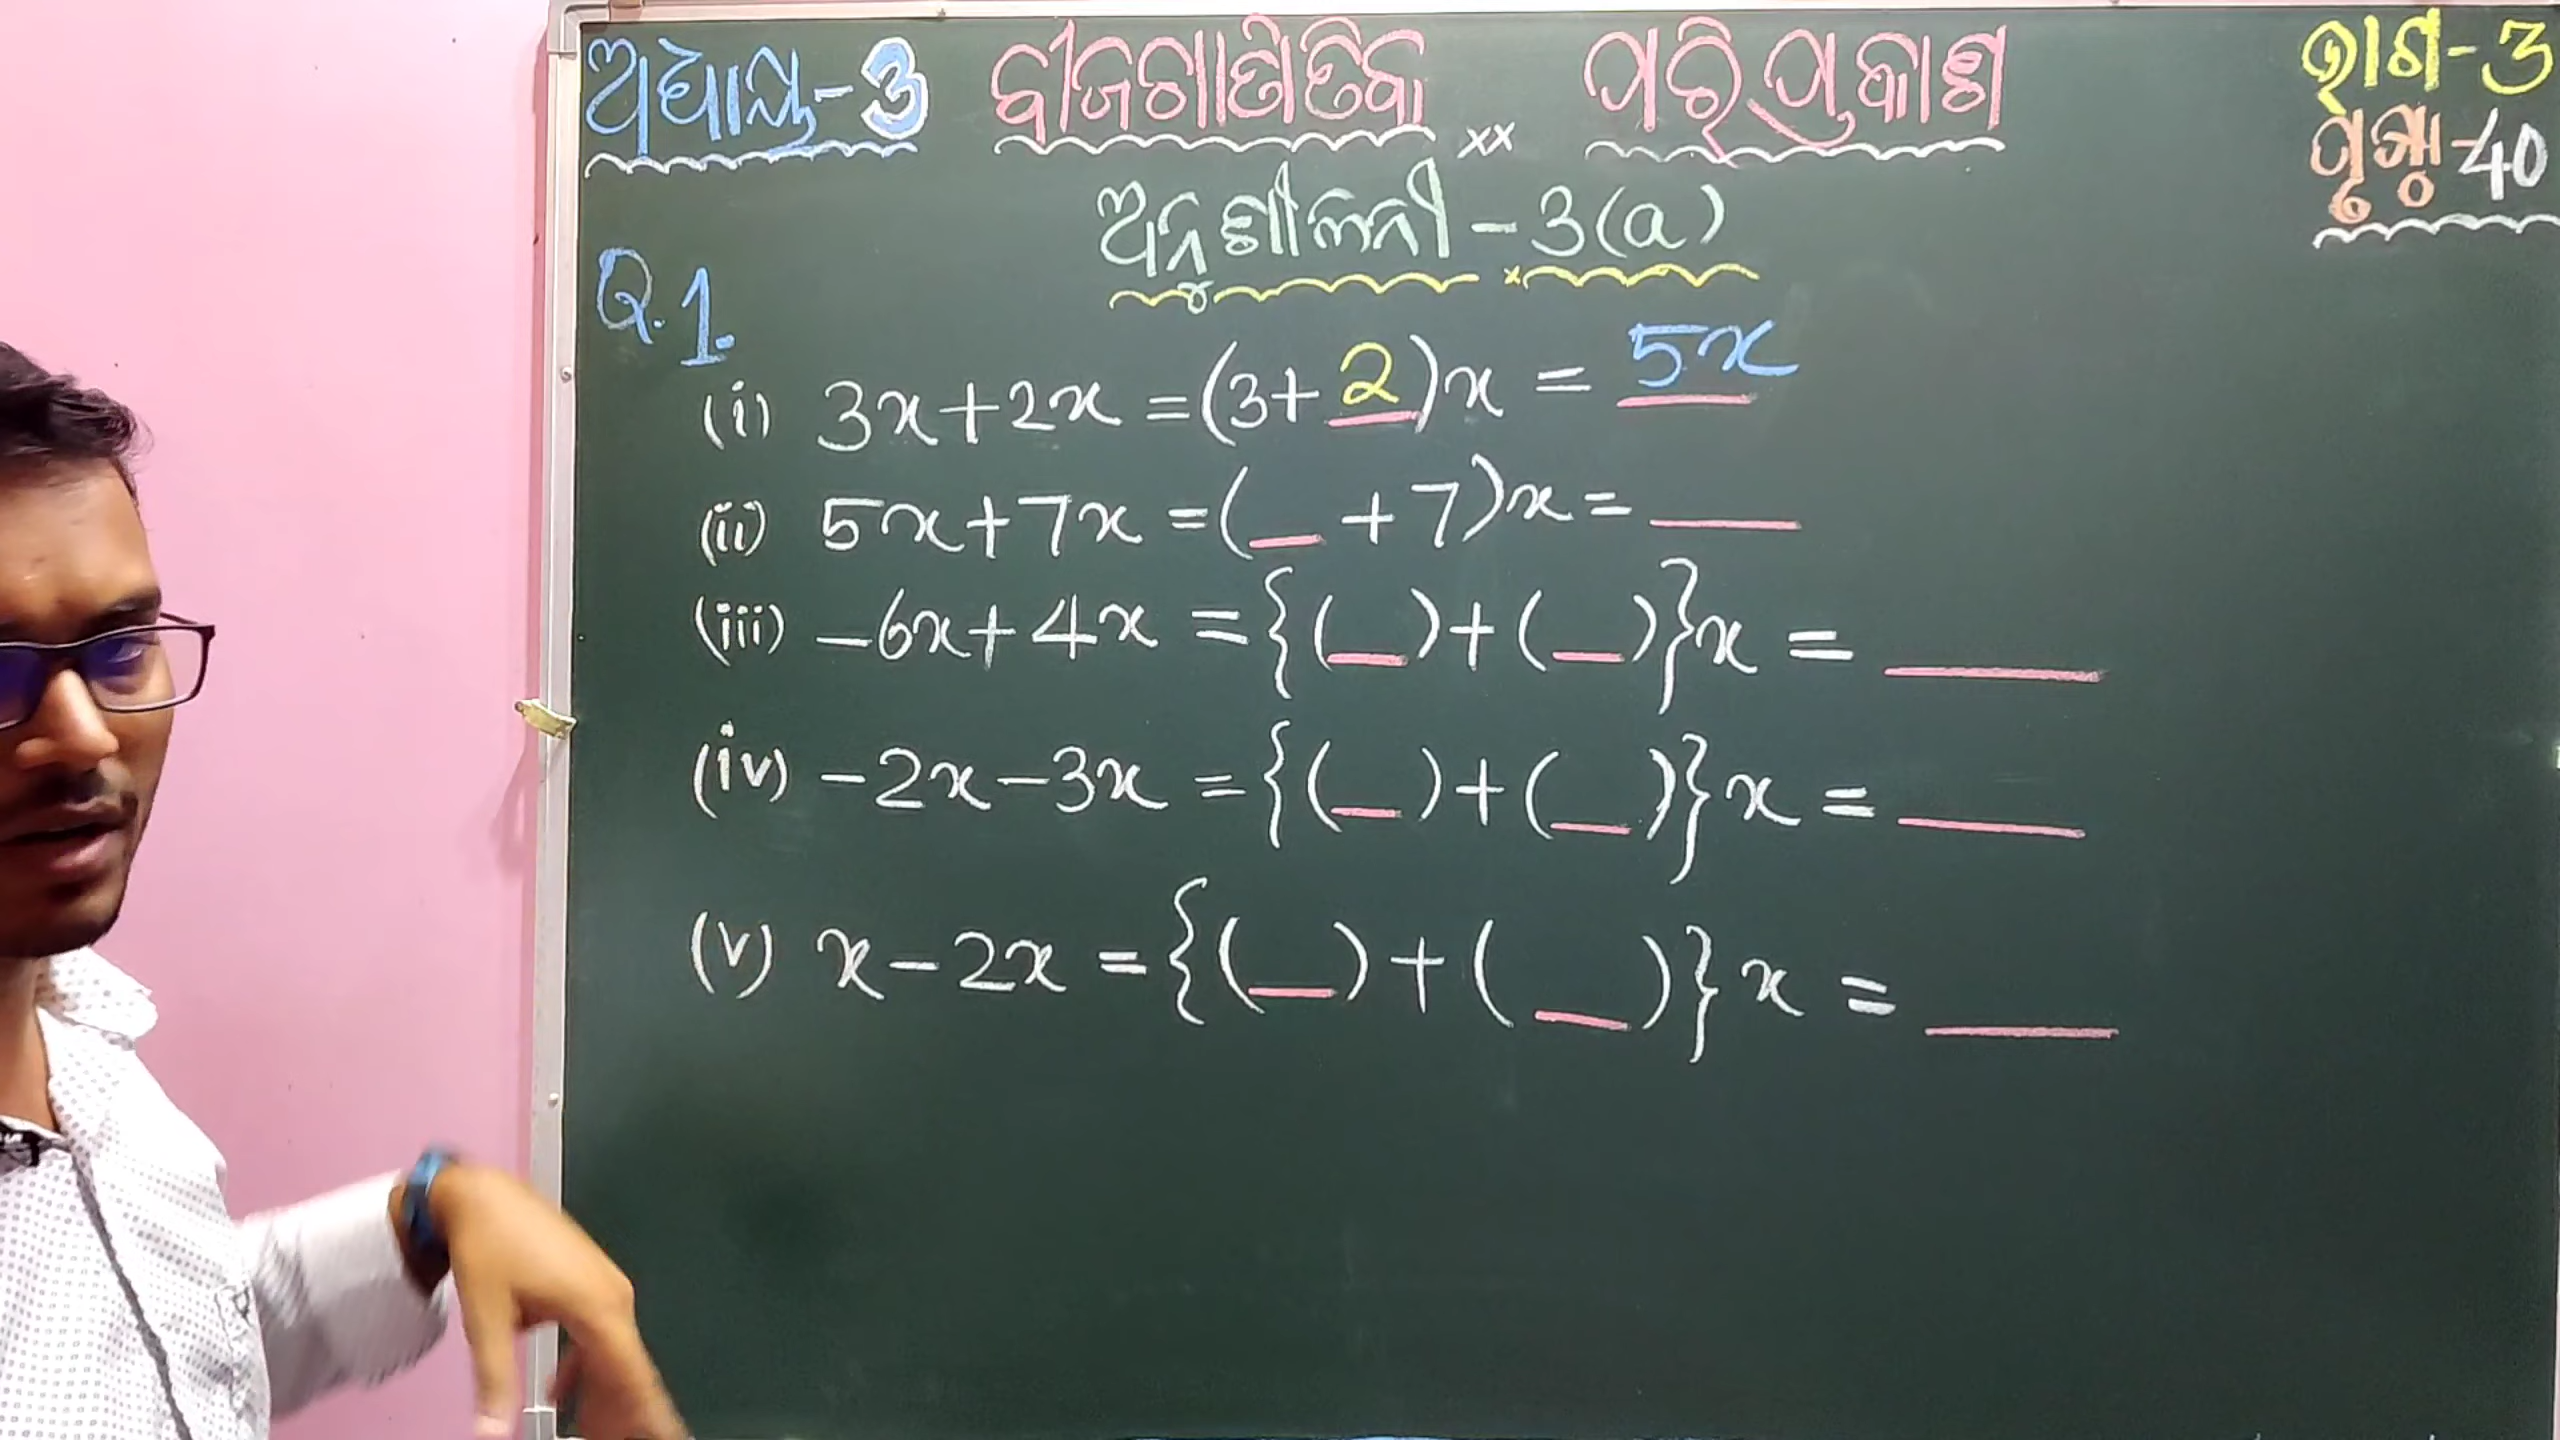 ଅଧ୍ୟାୟ-3 ବୀଜଗାଣିତିକ xx ପରିପ୍ରକାଶ ଭାଗ-3
ପୃଷ୍ଠା-40
ଅନୁଶୀଳନୀ-3(a)
Q.1.
(i) 3x+2x=(3+2)x=5x
(ii) 5x+7x=(_+7)x=___
(iii) -6x+4x={(_)+(_)}x=___
(iv) -2x-3x={(_)+(_)}x=___
(v) x-2x={(_)+(_)}x=___